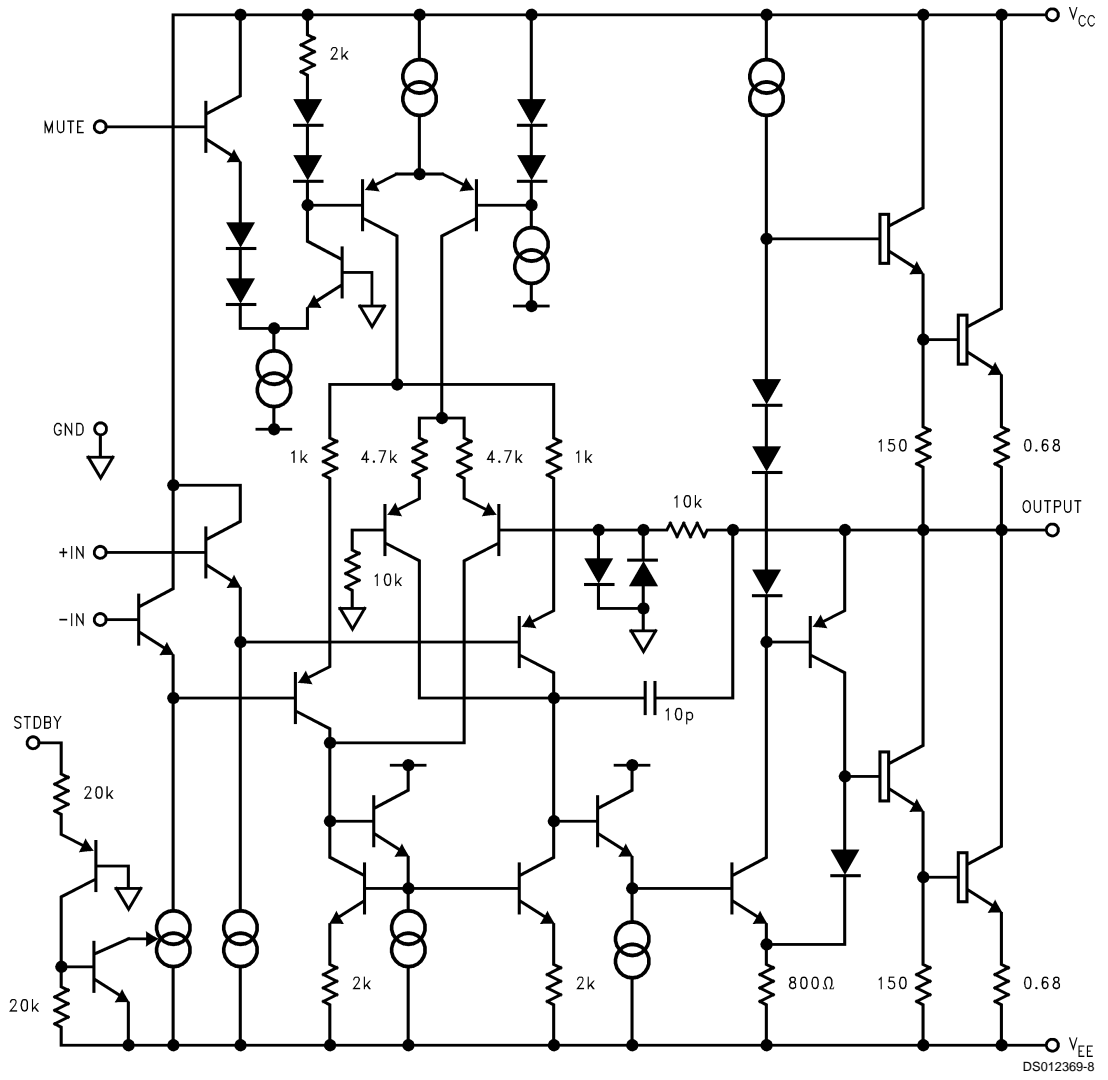 V_CC
2k
MUTE
GND
1k
4.7k
4.7k
1k
150
0.68
10k
OUTPUT
+IN
10k
-IN
10p
STDBY
20k
20k
2k
2k
800Ω
150
0.68
V_EE
DS012369-8